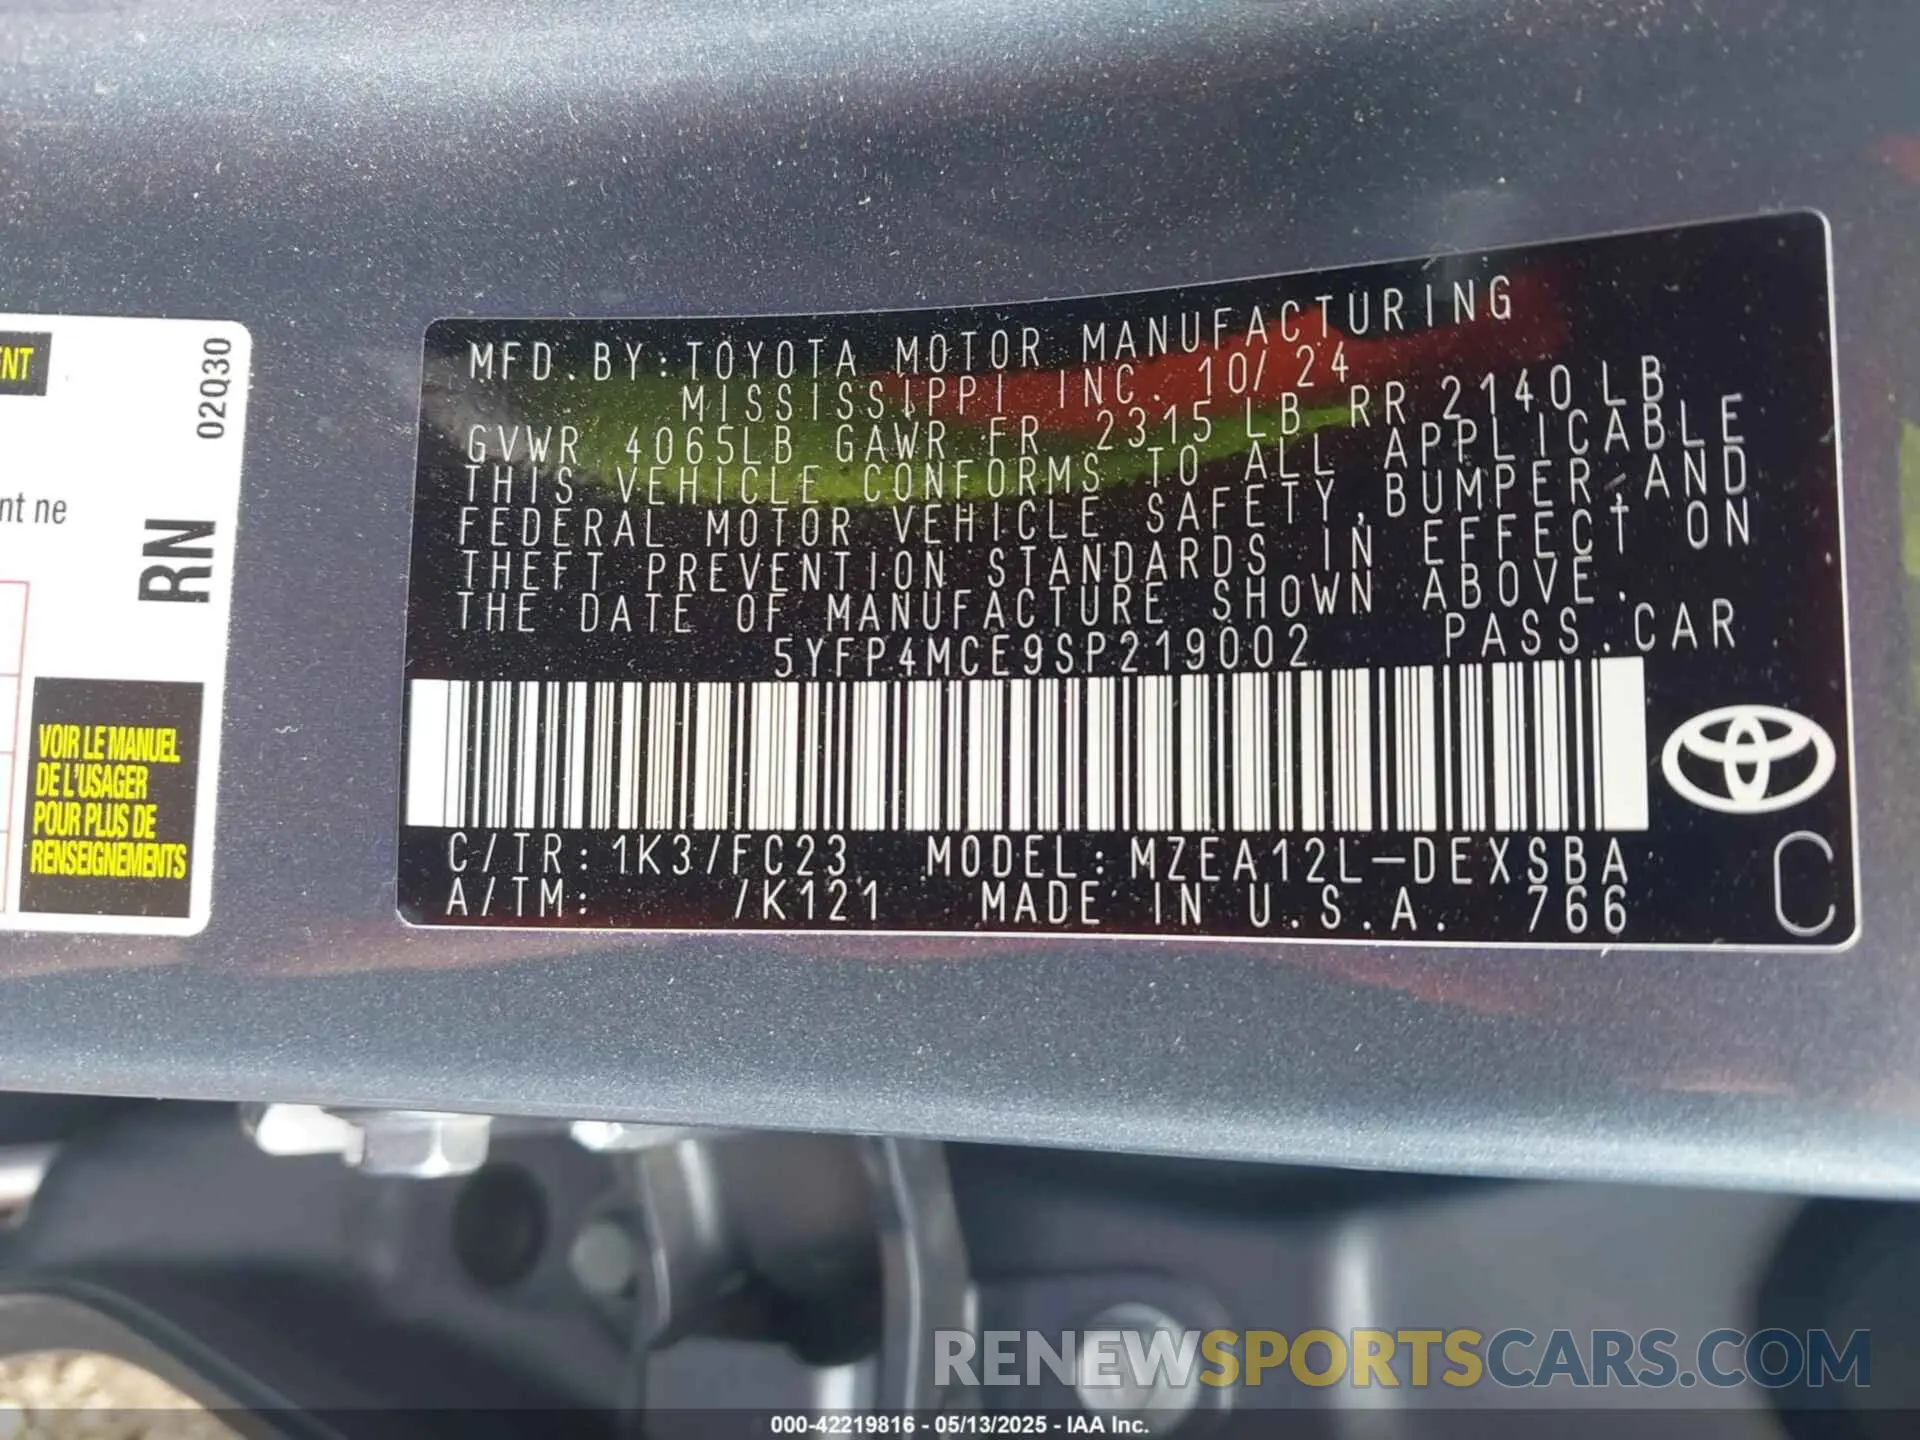 NT
02Q30
nt ne
RN
VOIR LE MANUEL
DE L'USAGER
POUR PLUS DE
RENSEIGNEMENTS
MFD. BY: TOYOTA MOTOR MANUFACTURING
MISSISSIPPI INC. 10/24
GVWR 4065LB GAWR FR 2315 LB RR 2140 LB
THIS VEHICLE CONFORMS TO ALL APPLICABLE
FEDERAL MOTOR VEHICLE SAFETY, BUMPER, AND
THEFT PREVENTION STANDARDS IN EFFECT ON
THE DATE OF MANUFACTURE SHOWN ABOVE.
5YFP4MCE9SP219002 PASS. CAR
C/TR: 1K3/FC23 MODEL: MZEA12L-DEXSBA
A/TM: /K121 MADE IN U.S.A. 766
C
RENEWSPORTSCARS.COM
000-42219816 - 05/13/2025 - IAA Inc.